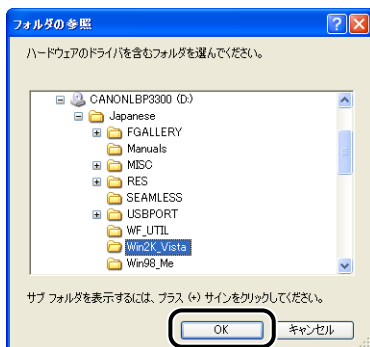 フォルダの参照
ハードウェアのドライバを含むフォルダを選んでください。
CANONLBP3300 (D:)
Japanese
FGALLERY
Manuals
MISC
RES
SEAMLESS
USBPORT
WF_UTIL
Win2K_Vista
Win98_Me
サブ フォルダを表示するには、プラス (+) サインをクリックしてください。
OK キャンセル